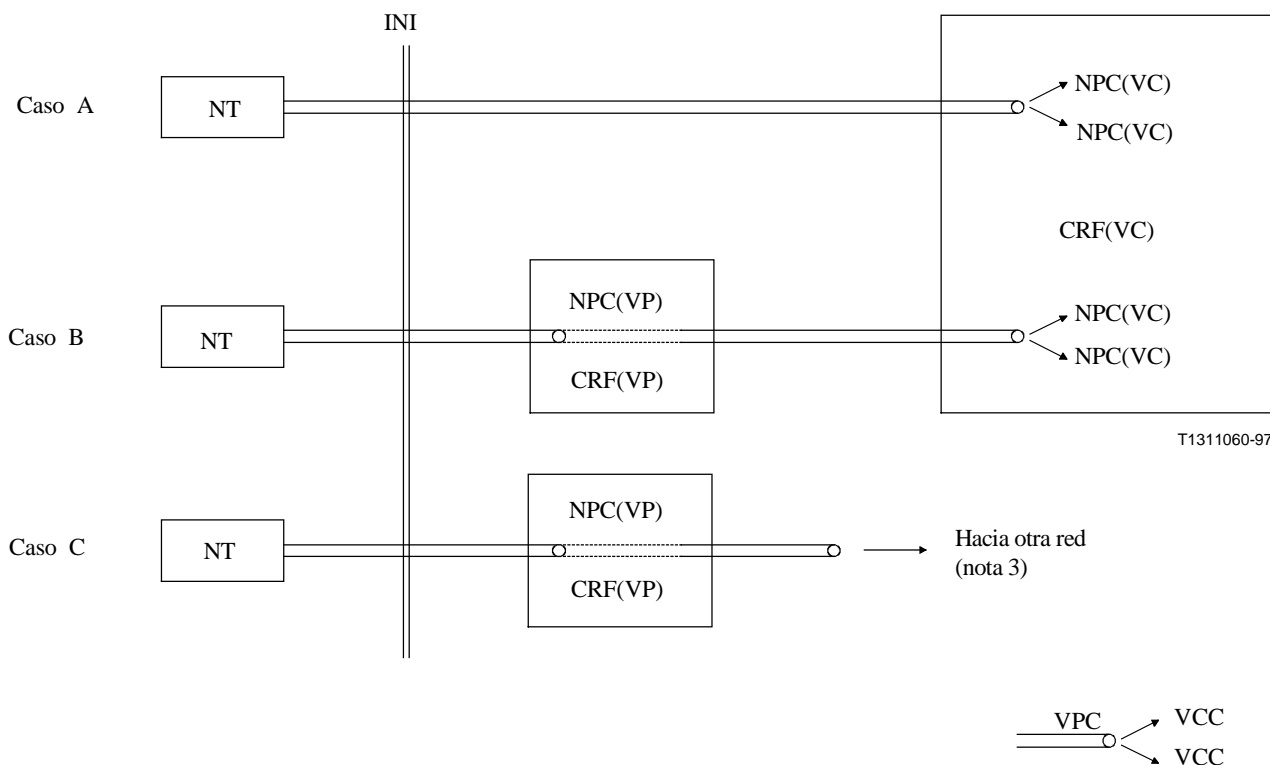 INI
Caso A
NT
NPC(VC)
NPC(VC)
CRF(VC)
Caso B
NT
NPC(VP)
CRF(VP)
NPC(VC)
NPC(VC)
T1311060-97
Caso C
NT
NPC(VP)
CRF(VP)
Hacia otra red
(nota 3)
VPC
VCC
VCC